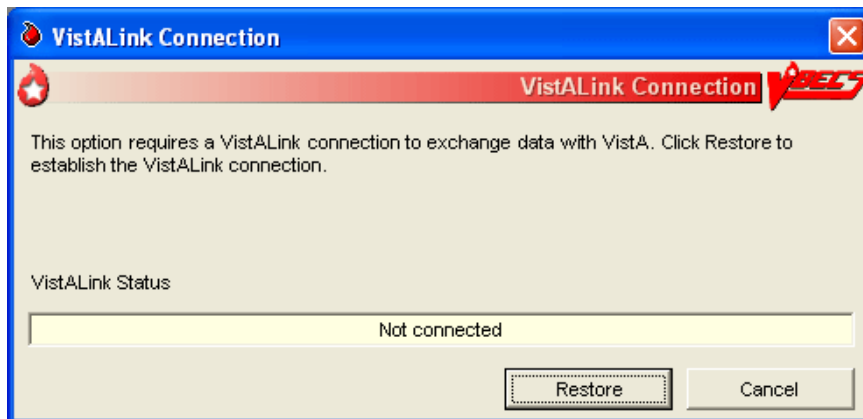 VistALink Connection
VistALink Connection
VBECS
This option requires a VistALink connection to exchange data with VistA. Click Restore to
establish the VistALink connection.
VistALink Status
Not connected
Restore
Cancel